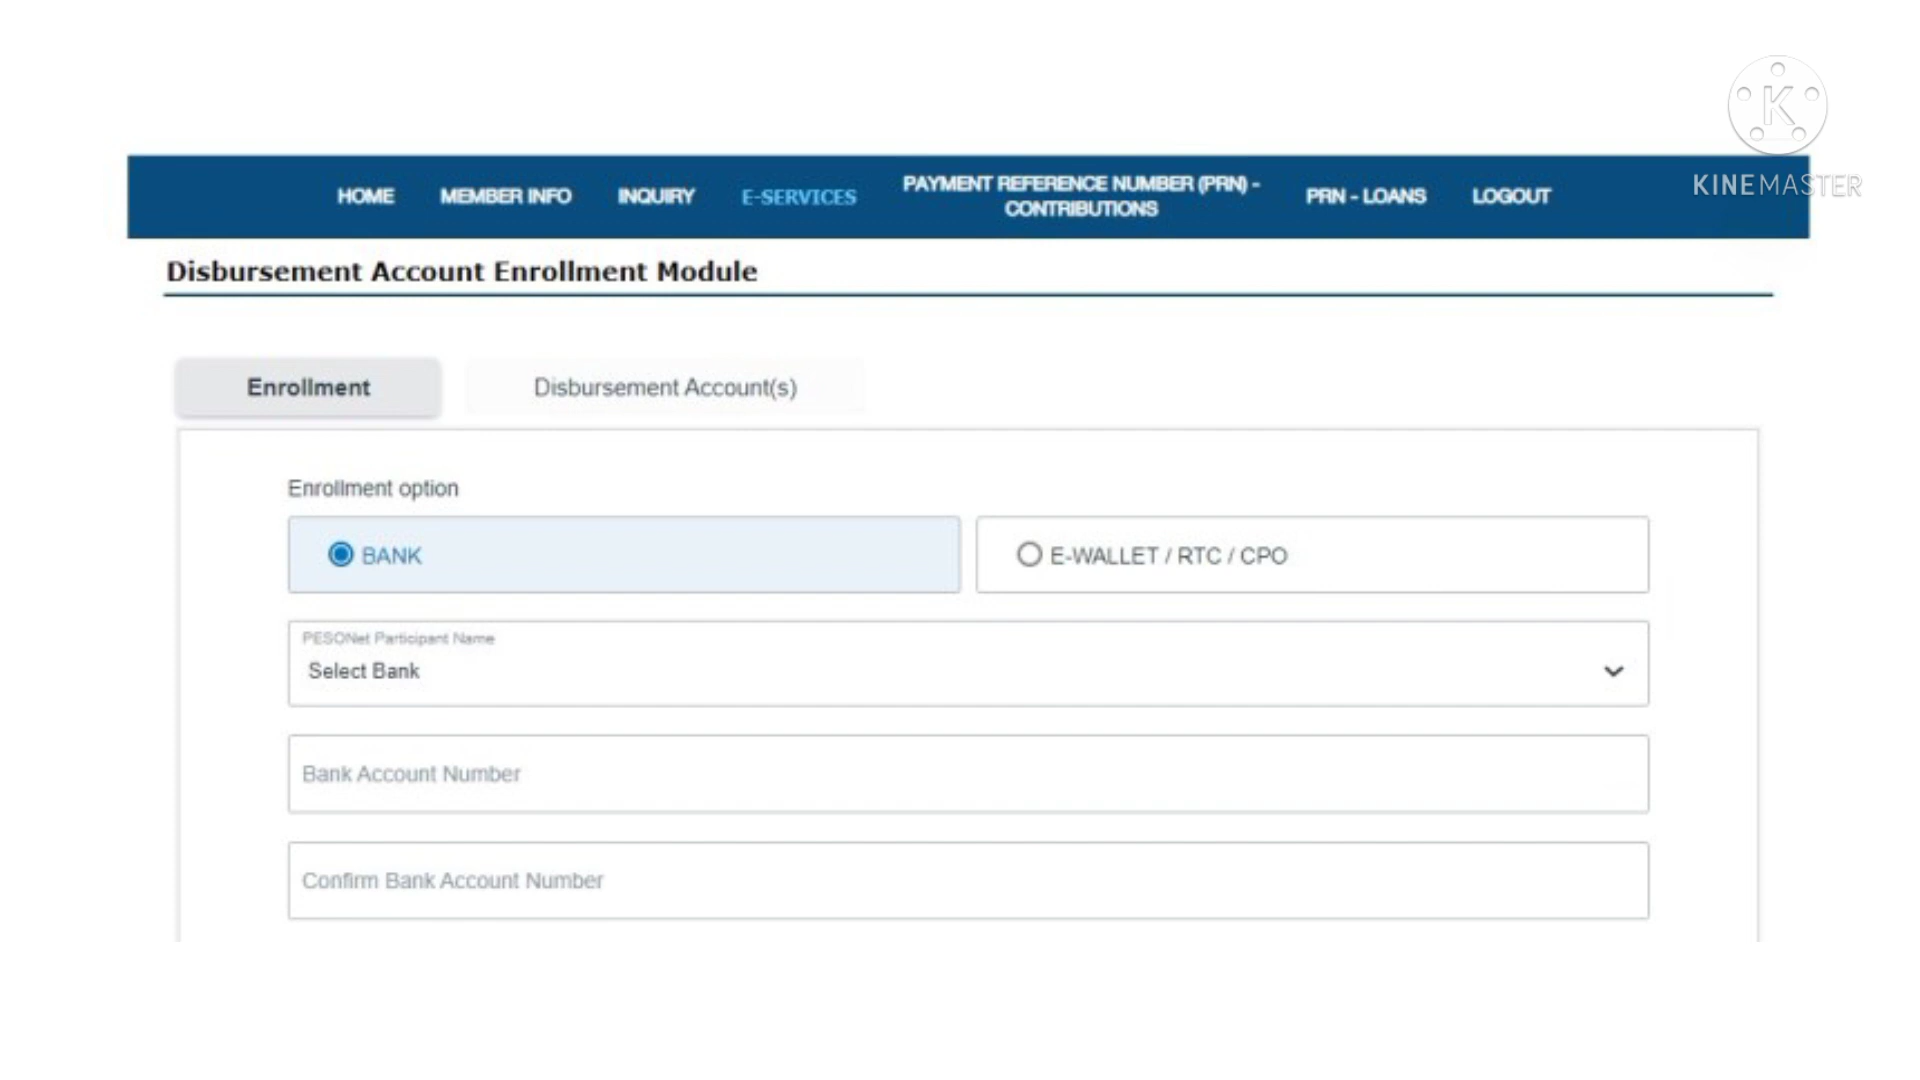 K
KINEMASTER
HOME MEMBER INFO INQUIRY E-SERVICES PAYMENT REFERENCE NUMBER (PRN) - CONTRIBUTIONS PRN - LOANS LOGOUT
Disbursement Account Enrollment Module
Enrollment Disbursement Account(s)
Enrollment option
BANK E-WALLET / RTC / CPO
PESONet Participant Name
Select Bank
Bank Account Number
Confirm Bank Account Number